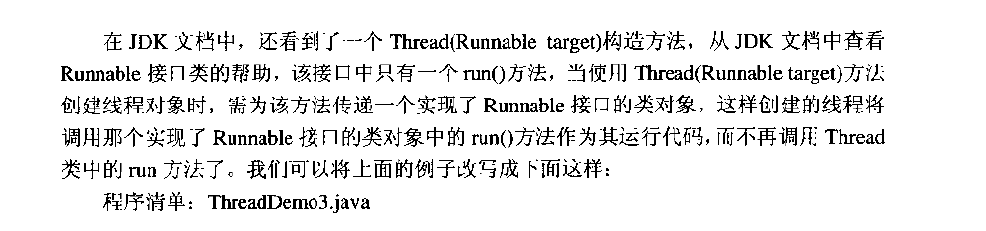 在 JDK 文档中，还看到了一个 Thread(Runnable target)构造方法，从 JDK 文档中查看
Runnable 接口类的帮助，该接口中只有一个 run()方法，当使用 Thread(Runnable target)方法
创建线程对象时，需为该方法传递一个实现了 Runnable 接口的类对象，这样创建的线程将
调用那个实现了 Runnable 接口的类对象中的 run()方法作为其运行代码，而不再调用 Thread
类中的 run 方法了。我们可以将上面的例子改写成下面这样：
程序清单：ThreadDemo3.java